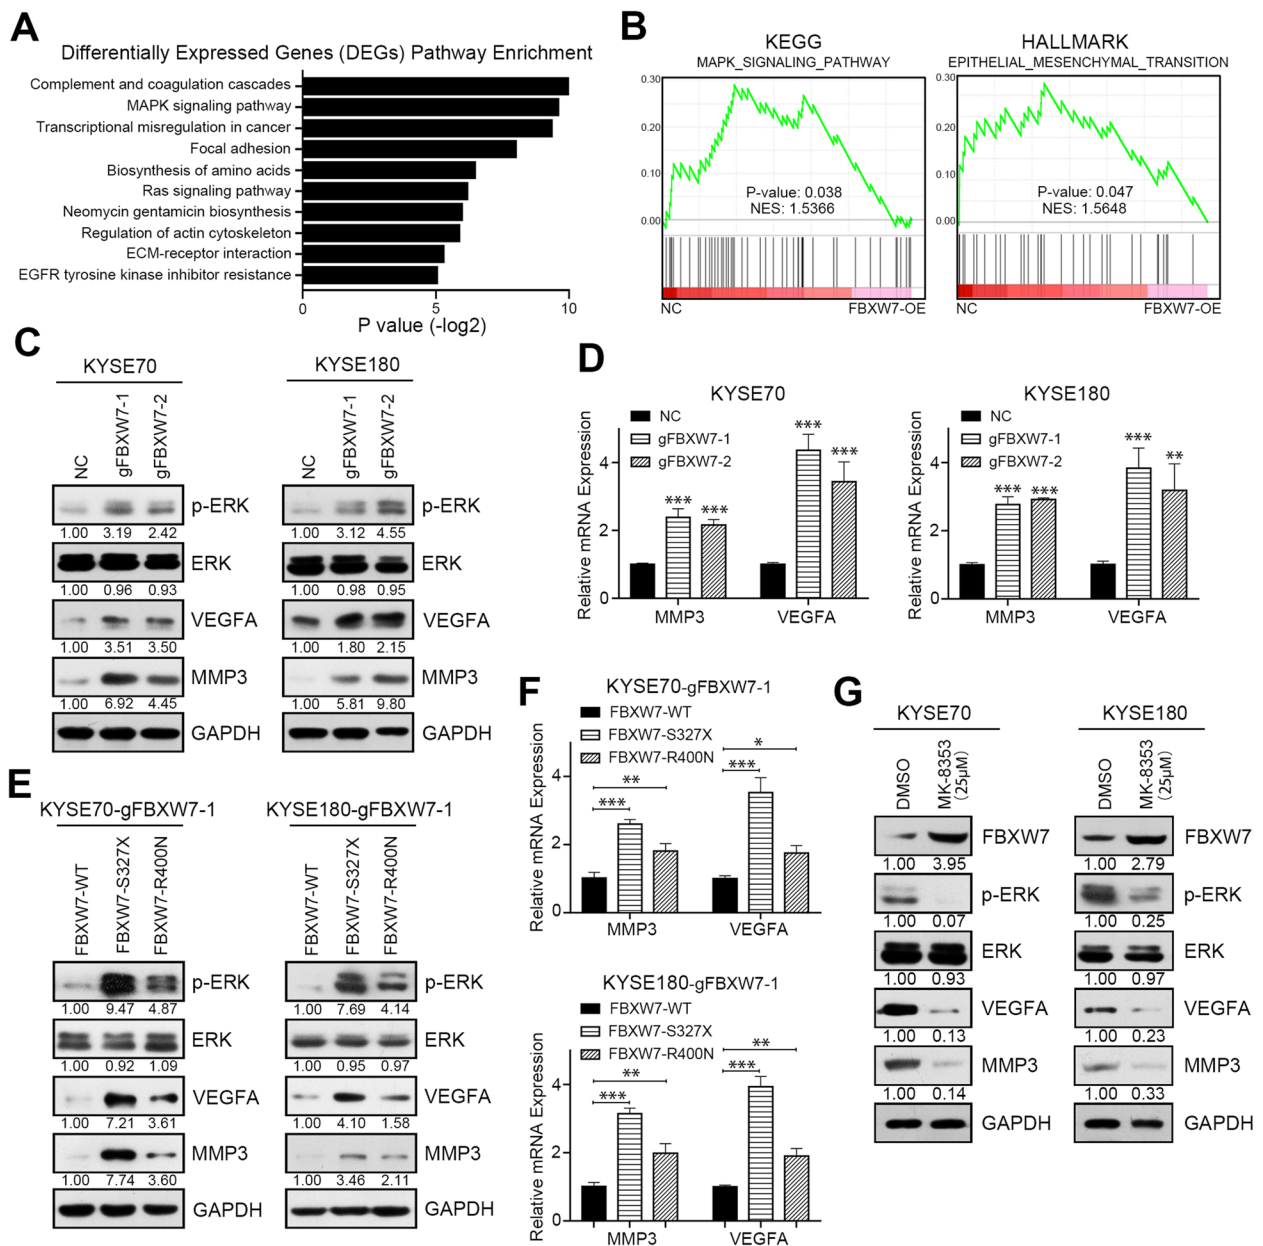 A
Differentially Expressed Genes (DEGs) Pathway Enrichment
Complement and coagulation cascades
MAPK signaling pathway
Transcriptional misregulation in cancer
Focal adhesion
Biosynthesis of amino acids
Ras signaling pathway
Neomycin gentamicin biosynthesis
Regulation of actin cytoskeleton
ECM-receptor interaction
EGFR tyrosine kinase inhibitor resistance
0 5 10
P value (-log2)
B
KEGG
MAPK_SIGNALING_PATHWAY
0.30
0.20
0.10
0.00
P-value: 0.038
NES: 1.5366
NC FBXW7-OE
HALLMARK
EPITHELIAL_MESENCHYMAL_TRANSITION
0.30
0.20
0.10
0.00
P-value: 0.047
NES: 1.5648
NC FBXW7-OE
C
KYSE70
NC
gFBXW7-1
gFBXW7-2
p-ERK
1.00 3.19 2.42
ERK
1.00 0.96 0.93
VEGFA
1.00 3.51 3.50
MMP3
1.00 6.92 4.45
GAPDH
KYSE180
NC
gFBXW7-1
gFBXW7-2
p-ERK
1.00 3.12 4.55
ERK
1.00 0.98 0.95
VEGFA
1.00 1.80 2.15
MMP3
1.00 5.81 9.80
GAPDH
D
KYSE70
NC
gFBXW7-1
gFBXW7-2
Relative mRNA Expression
4
2
0
*** *** *** ***
MMP3 VEGFA
KYSE180
NC
gFBXW7-1
gFBXW7-2
Relative mRNA Expression
4
2
0
*** *** *** **
MMP3 VEGFA
E
KYSE70-gFBXW7-1
FBXW7-WT
FBXW7-S327X
FBXW7-R400N
p-ERK
1.00 9.47 4.87
ERK
1.00 0.92 1.09
VEGFA
1.00 7.21 3.61
MMP3
1.00 7.74 3.60
GAPDH
KYSE180-gFBXW7-1
FBXW7-WT
FBXW7-S327X
FBXW7-R400N
p-ERK
1.00 7.69 4.14
ERK
1.00 0.95 0.97
VEGFA
1.00 4.10 1.58
MMP3
1.00 3.46 2.11
GAPDH
F
KYSE70-gFBXW7-1
FBXW7-WT
FBXW7-S327X
FBXW7-R400N
Relative mRNA Expression
4
2
0
**
***
*
***
MMP3 VEGFA
KYSE180-gFBXW7-1
FBXW7-WT
FBXW7-S327X
FBXW7-R400N
Relative mRNA Expression
4
2
0
**
***
**
***
MMP3 VEGFA
G
KYSE70
DMSO
MK-8353
(25μM)
FBXW7
1.00 3.95
p-ERK
1.00 0.07
ERK
1.00 0.93
VEGFA
1.00 0.13
MMP3
1.00 0.14
GAPDH
KYSE180
DMSO
MK-8353
(25μM)
FBXW7
1.00 2.79
p-ERK
1.00 0.25
ERK
1.00 0.97
VEGFA
1.00 0.23
MMP3
1.00 0.33
GAPDH